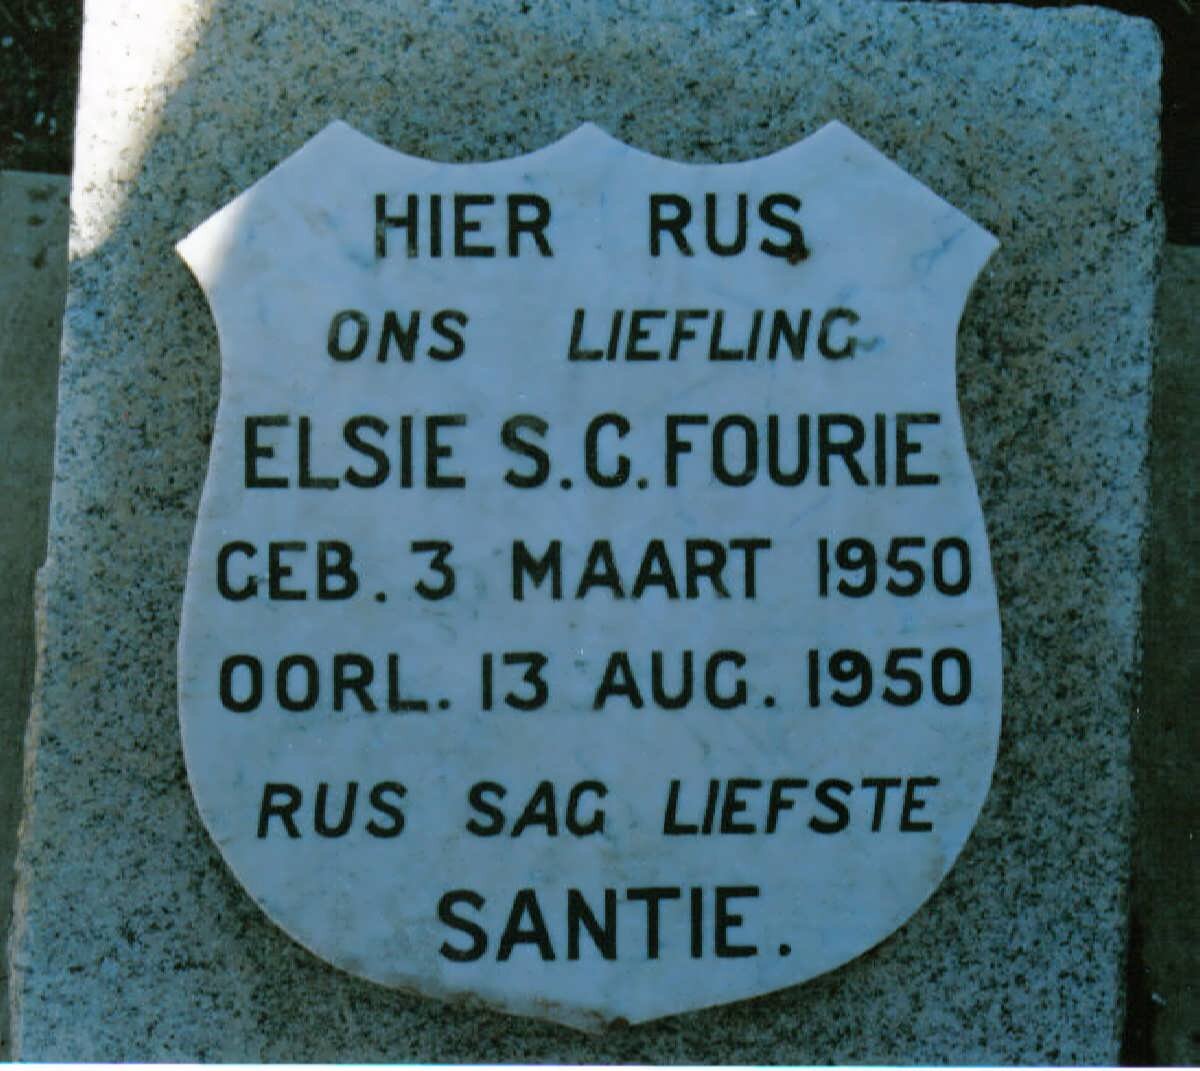 HIER RUS
ONS LIEFLING
ELSIE S.G. FOURIE
GEB. 3 MAART 1950
OORL. 13 AUG. 1950
RUS SAG LIEFSTE
SANTIE.